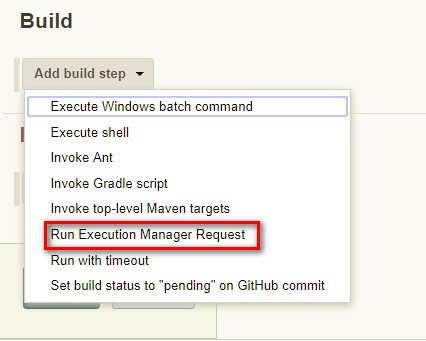 Build
Add build step
Execute Windows batch command
Execute shell
Invoke Ant
Invoke Gradle script
Invoke top-level Maven targets
Run Execution Manager Request
Run with timeout
Set build status to "pending" on GitHub commit